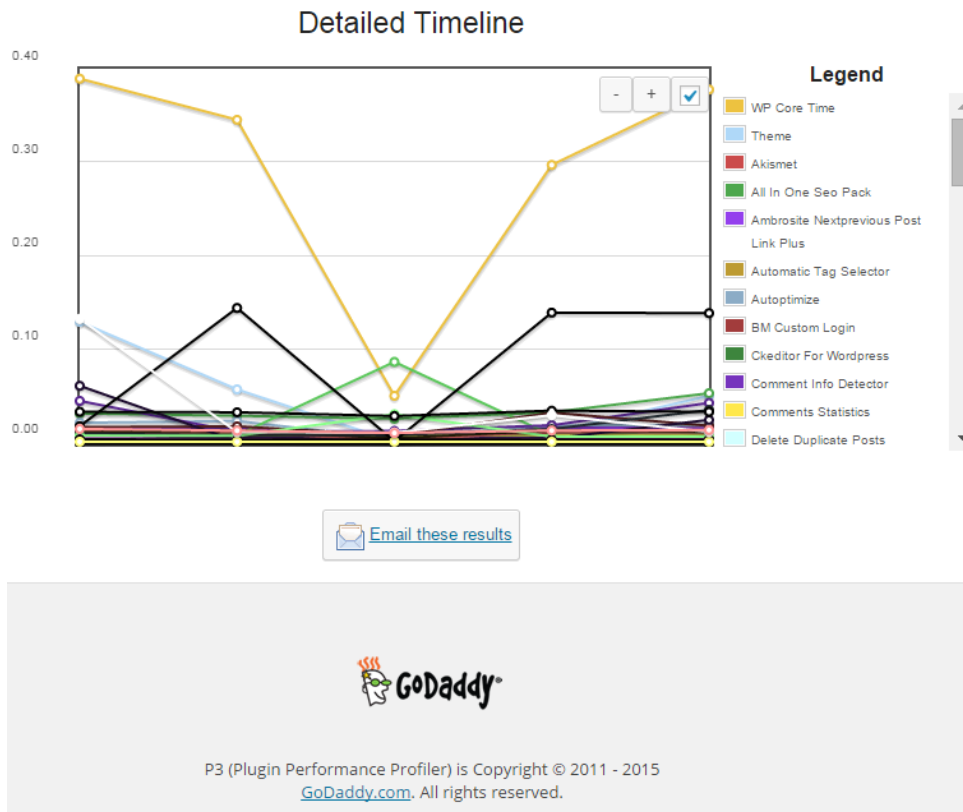 Detailed Timeline
0.40
0.30
0.20
0.10
0.00
- +
Legend
WP Core Time
Theme
Akismet
All In One Seo Pack
Ambrosite Nextprevious Post
Link Plus
Automatic Tag Selector
Autoptimize
BM Custom Login
Ckeditor For Wordpress
Comment Info Detector
Comments Statistics
Delete Duplicate Posts
Email these results
GoDaddy
P3 (Plugin Performance Profiler) is Copyright © 2011 - 2015
GoDaddy.com. All rights reserved.